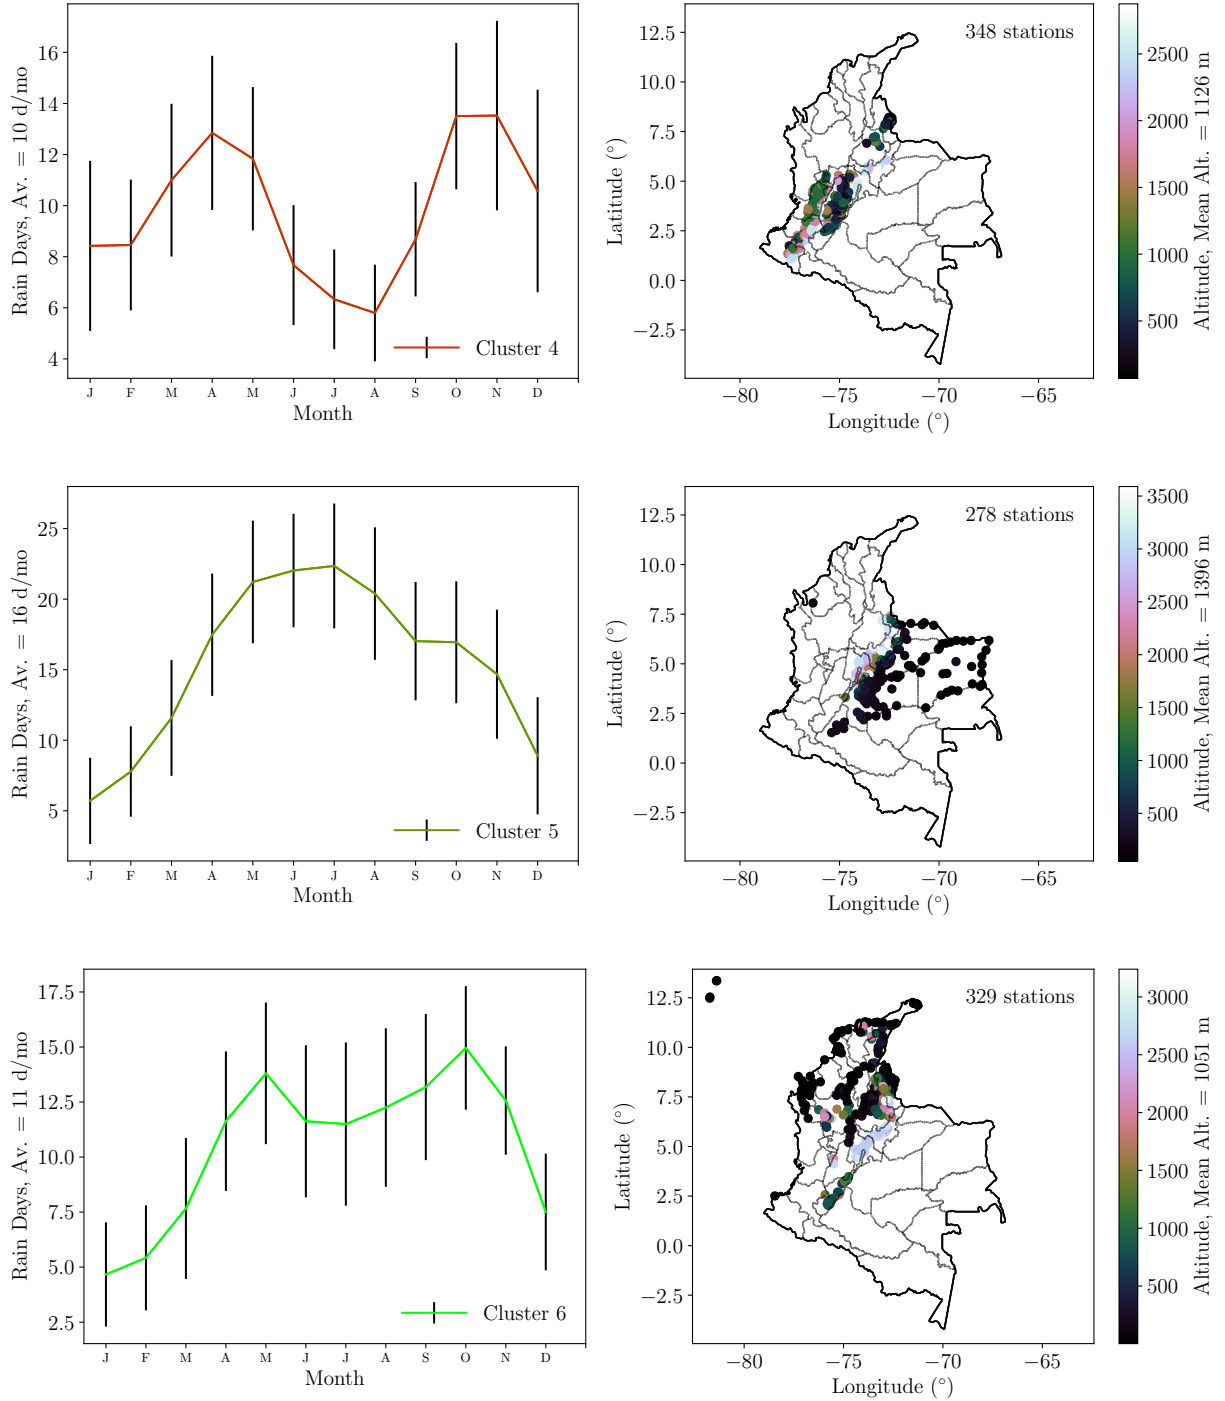 16
14
12
10
8
6
4
Rain Days, Av. = 10 d/mo
J F M A M J J A S O N D
Month
Cluster 4
348 stations
12.5
10.0
7.5
5.0
2.5
0.0
−2.5
Latitude (°)
−80 −75 −70 −65
Longitude (°)
2500
2000
1500
1000
500
Altitude, Mean Alt. = 1126 m
25
20
15
10
5
Rain Days, Av. = 16 d/mo
J F M A M J J A S O N D
Month
Cluster 5
278 stations
12.5
10.0
7.5
5.0
2.5
0.0
−2.5
Latitude (°)
−80 −75 −70 −65
Longitude (°)
3500
3000
2500
2000
1500
1000
500
Altitude, Mean Alt. = 1396 m
17.5
15.0
12.5
10.0
7.5
5.0
2.5
Rain Days, Av. = 11 d/mo
J F M A M J J A S O N D
Month
Cluster 6
329 stations
12.5
10.0
7.5
5.0
2.5
0.0
−2.5
Latitude (°)
−80 −75 −70 −65
Longitude (°)
3000
2500
2000
1500
1000
500
Altitude, Mean Alt. = 1051 m